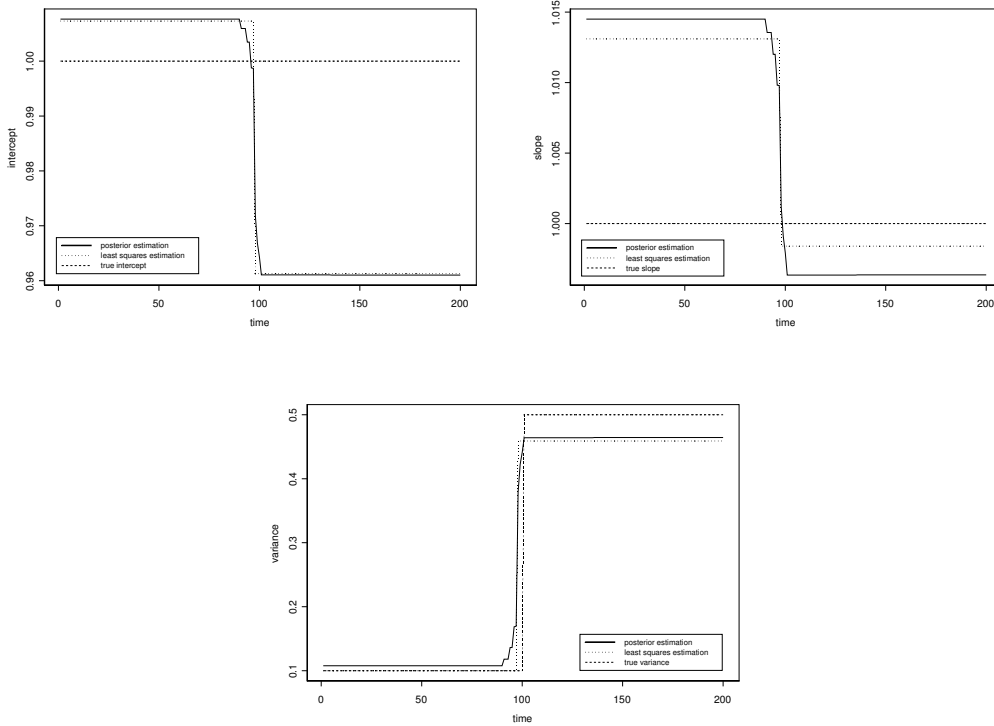 intercept
0.96 0.97 0.98 0.99 1.00
posterior estimation
least squares estimation
true intercept
0 50 100 150 200
time
slope
1.000 1.005 1.010 1.015
posterior estimation
least squares estimation
true slope
0 50 100 150 200
time
variance
0.1 0.2 0.3 0.4 0.5
posterior estimation
least squares estimation
true variance
0 50 100 150 200
time